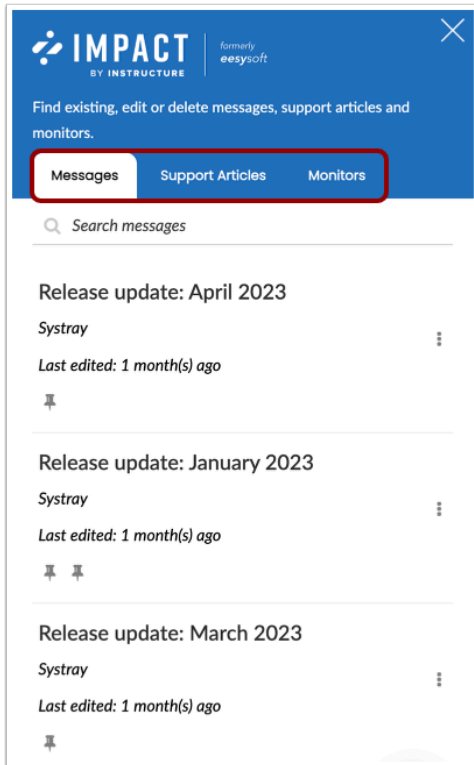 IMPACT
BY INSTRUCTURE
formerly
eesysoft
Find existing, edit or delete messages, support articles and
monitors.
Messages Support Articles Monitors
Search messages
Release update: April 2023
Systray
Last edited: 1 month(s) ago
Release update: January 2023
Systray
Last edited: 1 month(s) ago
Release update: March 2023
Systray
Last edited: 1 month(s) ago